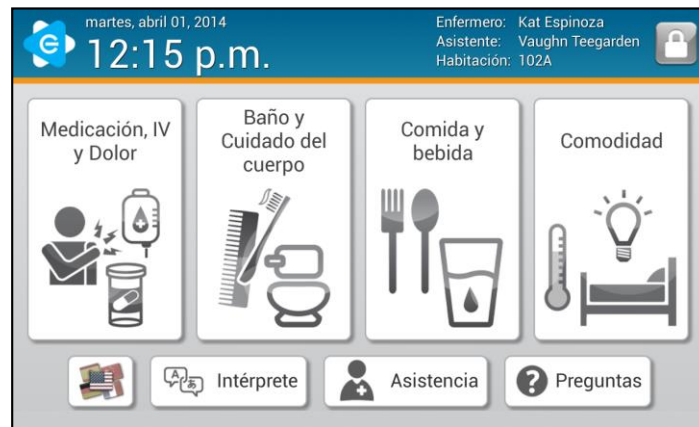 martes, abril 01, 2014
12:15 p.m.
Enfermero: Kat Espinoza
Asistente: Vaughn Teegarden
Habitación: 102A
Medicación, IV
y Dolor
Baño y
Cuidado del
cuerpo
Comida y
bebida
Comodidad
Intérprete
Asistencia
Preguntas